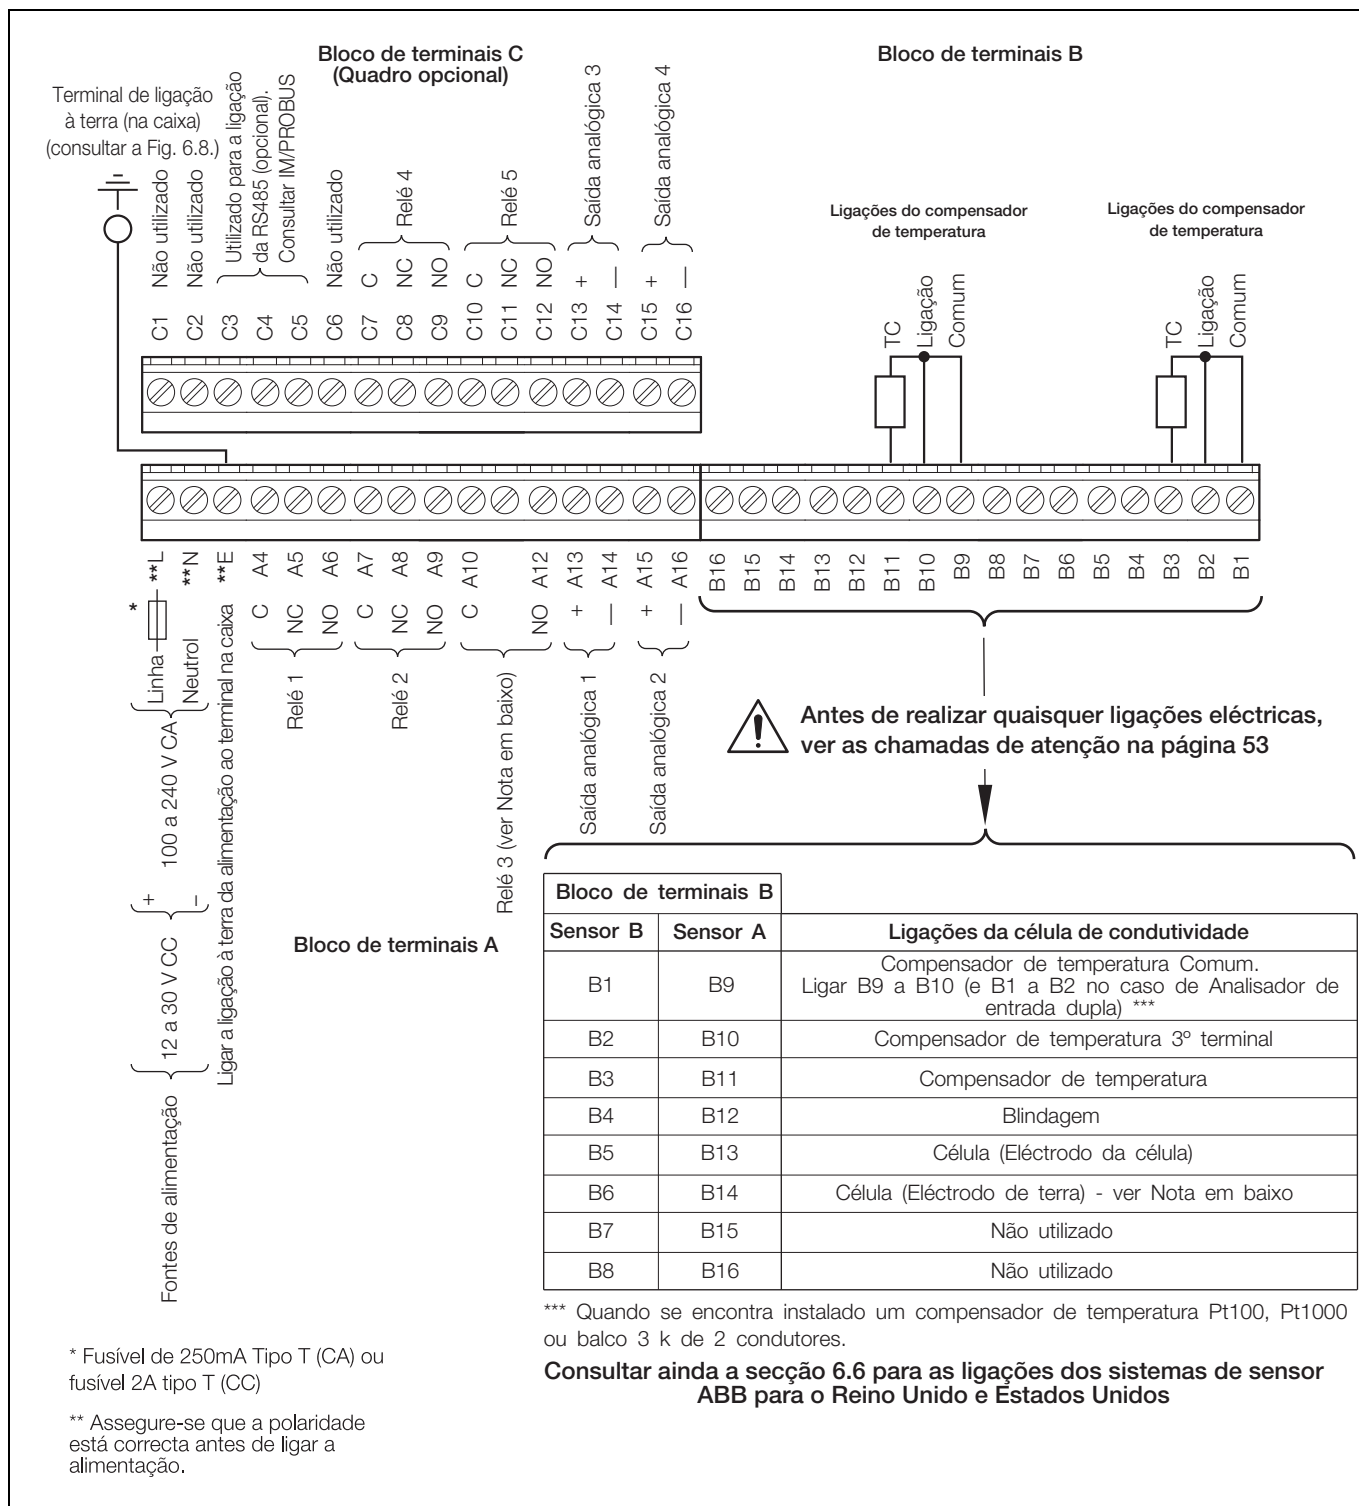 Bloco de terminais C
(Quadro opcional)
Bloco de terminais B
Terminal de ligação
à terra (na caixa)
(consultar a Fig. 6.8.)
Não utilizado
Não utilizado
Utilizado para a ligação
da RS485 (opcional).
Consultar IM/PROBUS
Não utilizado
Relé 4
C
NC
NO
Relé 5
C
NC
NO
Saída analógica 3
+
—
Saída analógica 4
+
—
C1
C2
C3
C4
C5
C6
C7
C8
C9
C10
C11
C12
C13
C14
C15
C16
Ligações do compensador
de temperatura
TC
Ligação
Comum
Ligações do compensador
de temperatura
TC
Ligação
Comum
**L
**N
**E
A4
A5
A6
A7
A8
A9
A10
A12
A13
A14
A15
A16
B16
B15
B14
B13
B12
B11
B10
B9
B8
B7
B6
B5
B4
B3
B2
B1
*
Linha
Neutrol
Ligar a ligação à terra da alimentação ao terminal na caixa
C
NC
NO
Relé 1
C
NC
NO
Relé 2
C
NO
Relé 3 (ver Nota em baixo)
+
—
Saída analógica 1
+
—
Saída analógica 2
100 a 240 V CA
+
–
12 a 30 V CC
Fontes de alimentação
Bloco de terminais A
Antes de realizar quaisquer ligações eléctricas,
ver as chamadas de atenção na página 53
Bloco de terminais B
Sensor B Sensor A Ligações da célula de condutividade
B1 B9 Compensador de temperatura Comum.
Ligar B9 a B10 (e B1 a B2 no caso de Analisador de
entrada dupla) ***
B2 B10 Compensador de temperatura 3º terminal
B3 B11 Compensador de temperatura
B4 B12 Blindagem
B5 B13 Célula (Eléctrodo da célula)
B6 B14 Célula (Eléctrodo de terra) - ver Nota em baixo
B7 B15 Não utilizado
B8 B16 Não utilizado
*** Quando se encontra instalado um compensador de temperatura Pt100, Pt1000
ou balco 3 k de 2 condutores.
Consultar ainda a secção 6.6 para as ligações dos sistemas de sensor
ABB para o Reino Unido e Estados Unidos
* Fusível de 250mA Tipo T (CA) ou
fusível 2A tipo T (CC)
** Assegure-se que a polaridade
está correcta antes de ligar a
alimentação.